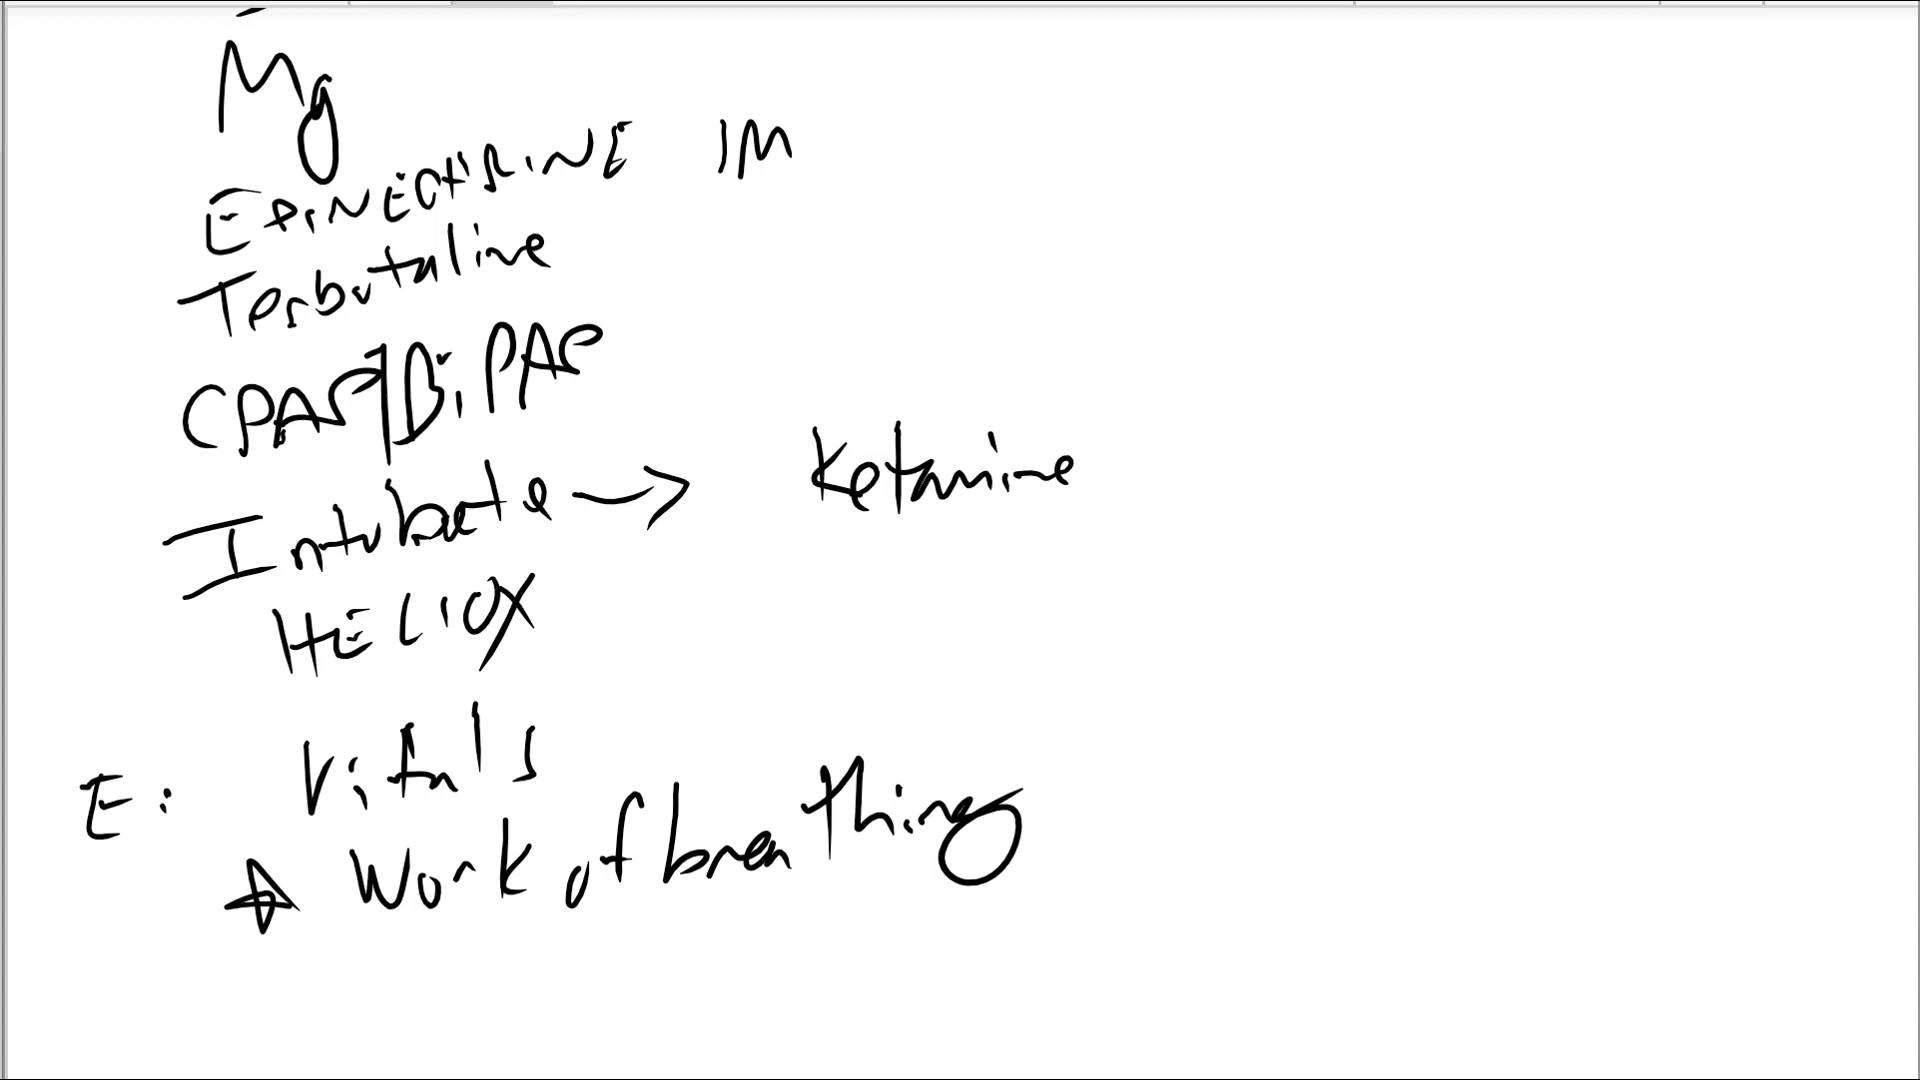 Mg
EPINEPHRINE IM
Terbutaline
CPAP/BiPAP
Intubate → Ketamine
HELIOX
E: Vitals
☆ Work of breathing